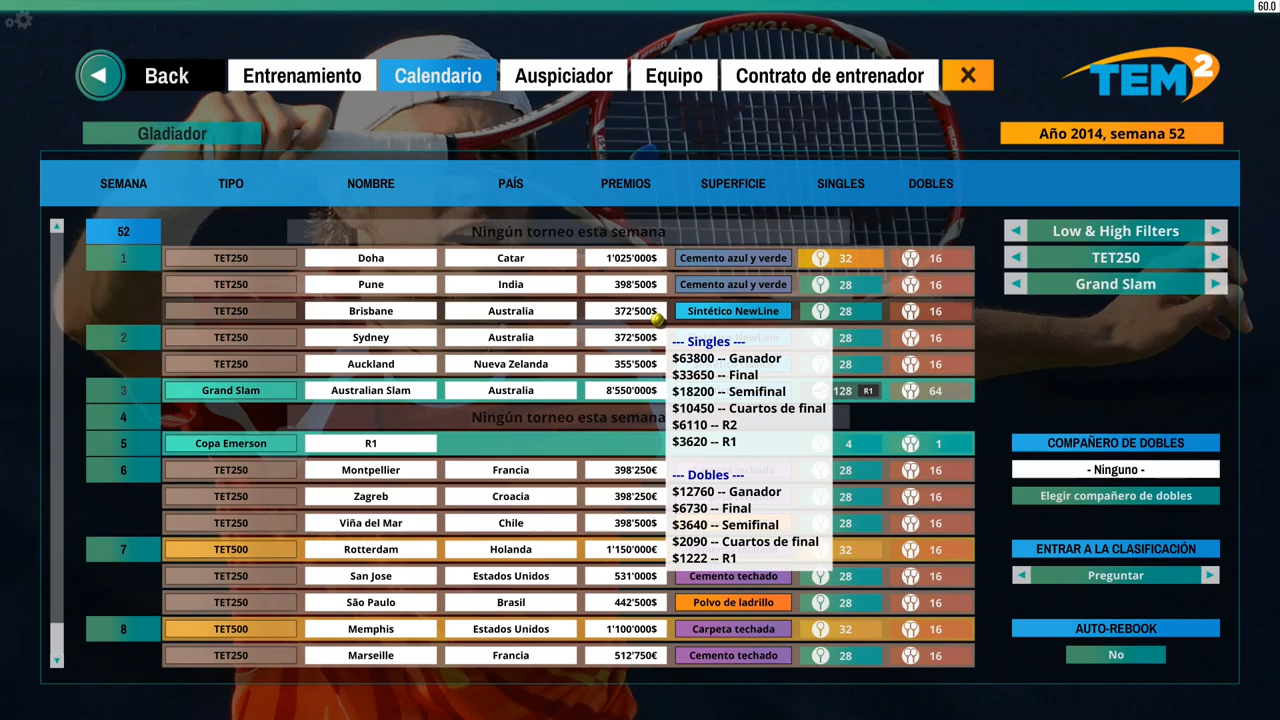 60.0
Back
Entrenamiento
Calendario
Auspiciador
Equipo
Contrato de entrenador
X
TEM2
Gladiador
Año 2014, semana 52
SEMANA TIPO NOMBRE PAÍS PREMIOS SUPERFICIE SINGLES DOBLES
52 Ningún torneo esta semana
1 TET250 Doha Catar 1'025'000$ Cemento azul y verde 32 16
TET250 Pune India 398'500$ Cemento azul y verde 28 16
TET250 Brisbane Australia 372'500$ Sintético NewLine 28 16
2 TET250 Sydney Australia 372'500$ 28 16
TET250 Auckland Nueva Zelanda 355'500$ 28 16
3 Grand Slam Australian Slam Australia 8'550'000$ 128 R1 64
4 Ningún torneo esta semana
5 Copa Emerson R1 4 1
6 TET250 Montpellier Francia 398'250€ 28 16
TET250 Zagreb Croacia 398'250€ 28 16
TET250 Viña del Mar Chile 398'500$ 28 16
7 TET500 Rotterdam Holanda 1'150'000€ 32 16
TET250 San Jose Estados Unidos 531'000$ Cemento techado 28 16
TET250 São Paulo Brasil 442'500$ Polvo de ladrillo 28 16
8 TET500 Memphis Estados Unidos 1'100'000$ Carpeta techada 32 16
TET250 Marseille Francia 512'750€ Cemento techado 28 16
--- Singles ---
$63800 -- Ganador
$33650 -- Final
$18200 -- Semifinal
$10450 -- Cuartos de final
$6110 -- R2
$3620 -- R1
--- Dobles ---
$12760 -- Ganador
$6730 -- Final
$3640 -- Semifinal
$2090 -- Cuartos de final
$1222 -- R1
Low & High Filters
TET250
Grand Slam
COMPAÑERO DE DOBLES
- Ninguno -
Elegir compañero de dobles
ENTRAR A LA CLASIFICACIÓN
Preguntar
AUTO-REBOOK
No